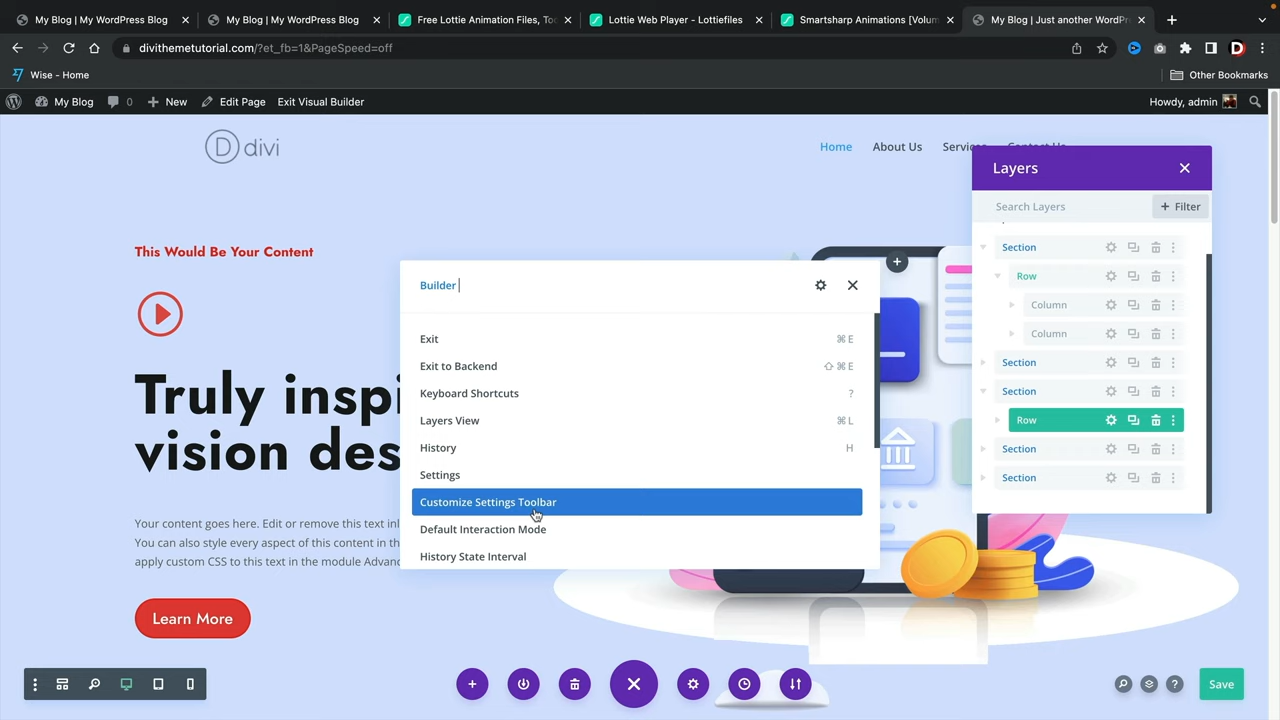 My Blog | My WordPress Blog
My Blog | My WordPress Blog
Free Lottie Animation Files, Too
Lottie Web Player - Lottiefiles
Smartsharp Animations [Volum
My Blog | Just another WordPr
divithemetutorial.com/?et_fb=1&PageSpeed=off
D
Wise - Home
Other Bookmarks
My Blog
0
New
Edit Page
Exit Visual Builder
Howdy, admin
D divi
Home
About Us
Services
Contact Us
Layers
Search Layers
+ Filter
Section
Row
Column
Column
Section
Section
Row
Section
Section
This Would Be Your Content
Truly inspi
vision des
Your content goes here. Edit or remove this text inl
You can also style every aspect of this content in th
apply custom CSS to this text in the module Advanc
Learn More
Builder
Exit
⌘ E
Exit to Backend
⇧ ⌘ E
Keyboard Shortcuts
?
Layers View
⌘ L
History
H
Settings
Customize Settings Toolbar
Default Interaction Mode
History State Interval
?
Save